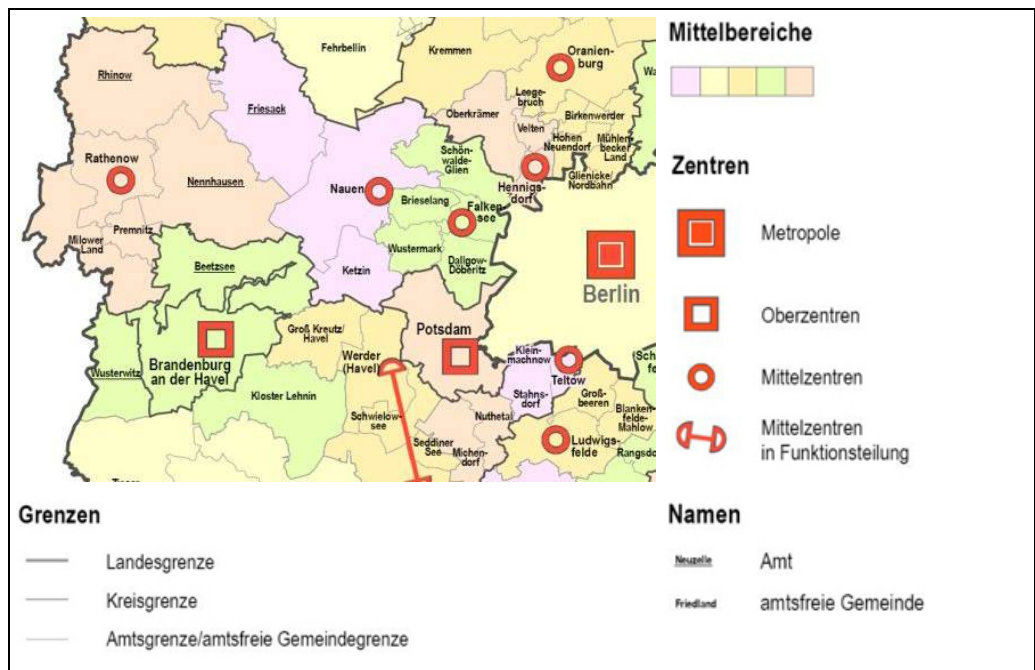 Fehrbellin
Kremmen
Oranien-
burg
Rhinow
Friesack
Leege-
bruch
Oberkrämer
Birkenwerder
Velten
Hohen
Neuendorf
Mühlen-
becker
Land
Schön-
walde-
Glien
Glienicke/
Nordbahn
Hennigs-
dorf
Rathenow
Nennhausen
Nauen
Brieselang
Falken
see
Premnitz
Milower
Land
Wustermark
Dallgow-
Döberitz
Beetzsee
Ketzin
Berlin
Groß Kreutz/
Havel
Potsdam
Werder
(Havel)
Klein-
machnow
Teltow
Brandenburg
an der Havel
Wusterwitz
Kloster Lehnin
Stahns-
dorf
Groß-
beeren
Schwielow-
see
Nuthetal
Blanken-
felde-
Mahlow
Seddiner
See
Michen-
dorf
Ludwigs-
felde
Rangsdo
Mittelbereiche
Zentren
Metropole
Oberzentren
Mittelzentren
Mittelzentren
in Funktionsteilung
Grenzen
Landesgrenze
Kreisgrenze
Amtsgrenze/amtsfreie Gemeindegrenze
Namen
Neuzelle
Amt
Friedland
amtsfreie Gemeinde